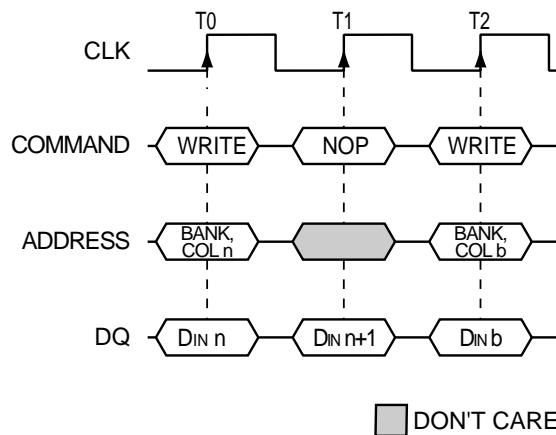 T0 T1 T2
CLK
COMMAND WRITE NOP WRITE
ADDRESS BANK, COL n BANK, COL b
DQ DIN n DIN n+1 DIN b
DON'T CARE